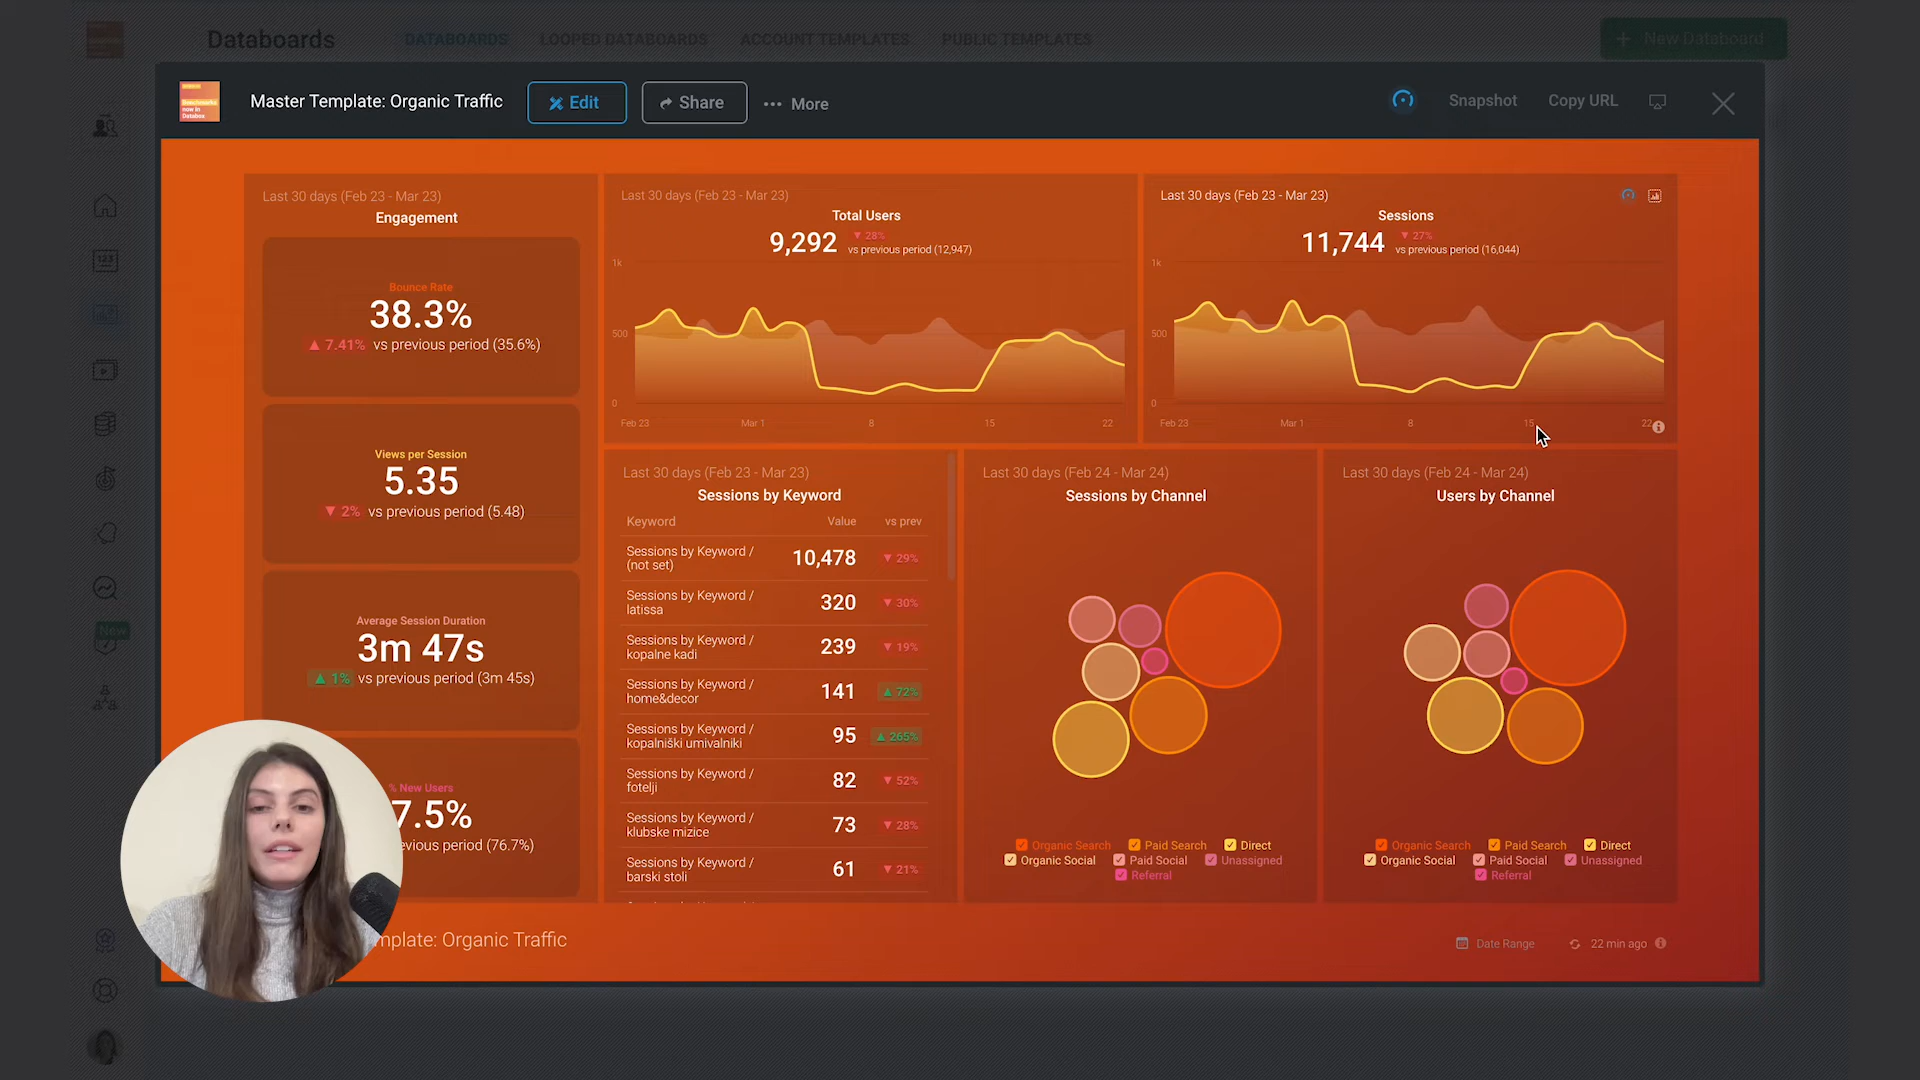 Databoards
DATABOARDS
LOOPED DATABOARDS
ACCOUNT TEMPLATES
PUBLIC TEMPLATES
+ New Databoard
Master Template: Organic Traffic
Edit
Share
More
Snapshot
Copy URL
New
Last 30 days (Feb 23 - Mar 23)
Engagement
Bounce Rate
38.3%
▲ 7.41% vs previous period (35.6%)
Views per Session
5.35
▼ 2% vs previous period (5.48)
Average Session Duration
3m 47s
▲ 1% vs previous period (3m 45s)
% New Users
7.5%
evious period (76.7%)
Last 30 days (Feb 23 - Mar 23)
Total Users
9,292
▼ 28%
vs previous period (12,947)
1k
500
0
Feb 23
Mar 1
8
15
22
Last 30 days (Feb 23 - Mar 23)
Sessions
11,744
▼ 27%
vs previous period (16,044)
1k
500
0
Feb 23
Mar 1
8
15
22
Last 30 days (Feb 23 - Mar 23)
Sessions by Keyword
Keyword Value vs prev
Sessions by Keyword /
(not set) 10,478 ▼ 29%
Sessions by Keyword /
latissa 320 ▼ 30%
Sessions by Keyword /
kopalne kadi 239 ▼ 19%
Sessions by Keyword /
home&decor 141 ▲ 72%
Sessions by Keyword /
kopalniški umivalniki 95 ▲ 265%
Sessions by Keyword /
fotelji 82 ▼ 52%
Sessions by Keyword /
klubske mizice 73 ▼ 28%
Sessions by Keyword /
barski stoli 61 ▼ 21%
Last 30 days (Feb 24 - Mar 24)
Sessions by Channel
Organic Search Paid Search Direct
Organic Social Paid Social Unassigned
Referral
Last 30 days (Feb 24 - Mar 24)
Users by Channel
Organic Search Paid Search Direct
Organic Social Paid Social Unassigned
Referral
mplate: Organic Traffic
Date Range
22 min ago